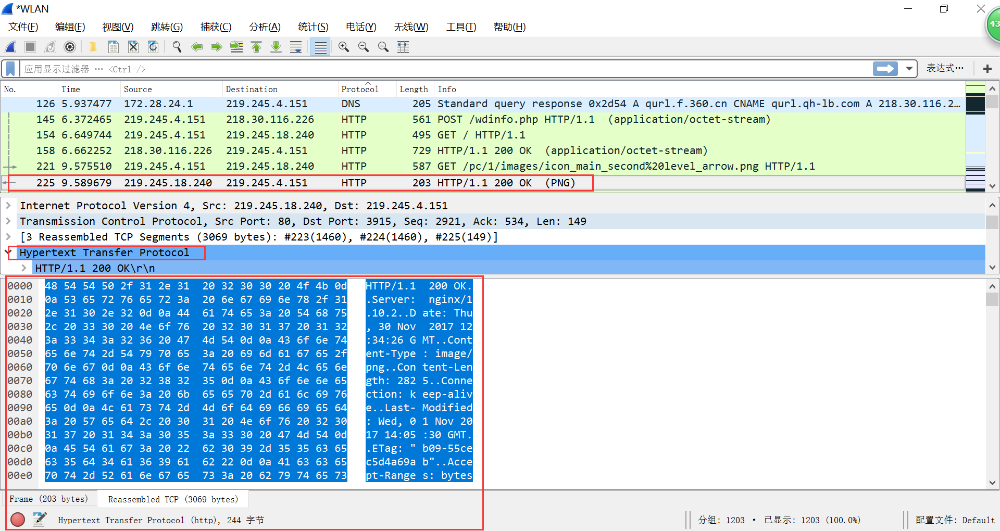 *WLAN
文件(F) 编辑(E) 视图(V) 跳转(G) 捕获(C) 分析(A) 统计(S) 电话(Y) 无线(W) 工具(T) 帮助(H)
43
应用显示过滤器 … <Ctrl-/> 表达式…
No. Time Source Destination Protocol Length Info
126 5.937477 172.28.24.1 219.245.4.151 DNS 205 Standard query response 0x2d54 A qurl.f.360.cn CNAME qurl.qh-lb.com A 218.30.116.2…
145 6.372465 219.245.4.151 218.30.116.226 HTTP 561 POST /wdinfo.php HTTP/1.1  (application/octet-stream)
154 6.649744 219.245.4.151 219.245.18.240 HTTP 495 GET / HTTP/1.1
158 6.662252 218.30.116.226 219.245.4.151 HTTP 729 HTTP/1.1 200 OK  (application/octet-stream)
221 9.575510 219.245.4.151 219.245.18.240 HTTP 587 GET /pc/1/images/icon_main_second%20level_arrow.png HTTP/1.1
225 9.589679 219.245.18.240 219.245.4.151 HTTP 203 HTTP/1.1 200 OK  (PNG)
Internet Protocol Version 4, Src: 219.245.18.240, Dst: 219.245.4.151
Transmission Control Protocol, Src Port: 80, Dst Port: 3915, Seq: 2921, Ack: 534, Len: 149
[3 Reassembled TCP Segments (3069 bytes): #223(1460), #224(1460), #225(149)]
Hypertext Transfer Protocol
HTTP/1.1 200 OK\r\n
0000 48 54 54 50 2f 31 2e 31 20 32 30 30 20 4f 4b 0d HTTP/1.1 200 OK.
0010 0a 53 65 72 76 65 72 3a 20 6e 67 69 6e 78 2f 31 .Server: nginx/1
0020 2e 31 30 2e 32 0d 0a 44 61 74 65 3a 20 54 68 75 .10.2..D ate: Thu
0030 2c 20 33 30 20 4e 6f 76 20 32 30 31 37 20 31 32 , 30 Nov 2017 12
0040 3a 33 34 3a 32 36 20 47 4d 54 0d 0a 43 6f 6e 74 :34:26 G MT..Cont
0050 65 6e 74 2d 54 79 70 65 3a 20 69 6d 61 67 65 2f ent-Type : image/
0060 70 6e 67 0d 0a 43 6f 6e 74 65 6e 74 2d 4c 65 6e png..Con tent-Len
0070 67 74 68 3a 20 32 38 32 35 0d 0a 43 6f 6e 6e 65 gth: 282 5..Conne
0080 63 74 69 6f 6e 3a 20 6b 65 65 70 2d 61 6c 69 76 ction: k eep-aliv
0090 65 0d 0a 4c 61 73 74 2d 4d 6f 64 69 66 69 65 64 e..Last- Modified
00a0 3a 20 57 65 64 2c 20 30 31 20 4e 6f 76 20 32 30 : Wed, 0 1 Nov 20
00b0 31 37 20 31 34 3a 30 35 3a 33 30 20 47 4d 54 0d 17 14:05 :30 GMT.
00c0 0a 45 54 61 67 3a 20 22 62 30 39 2d 35 35 63 65 .ETag: " b09-55ce
00d0 63 35 64 34 61 36 39 61 62 22 0d 0a 41 63 63 65 c5d4a69a b"..Acce
00e0 70 74 2d 52 61 6e 67 65 73 3a 20 62 79 74 65 73 pt-Range s: bytes
Frame (203 bytes) Reassembled TCP (3069 bytes)
Hypertext Transfer Protocol (http), 244 字节 分组: 1203 · 已显示: 1203 (100.0%) 配置文件: Default